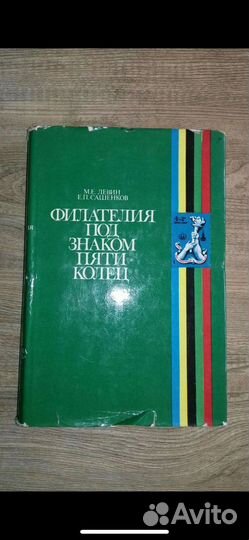 М.Е. ЛЕВИН
Е.П. САШЕНКОВ
ФИЛАТЕЛИЯ
ПОД
ЗНАКОМ
ПЯТИ
КОЛЕЦ
Avito